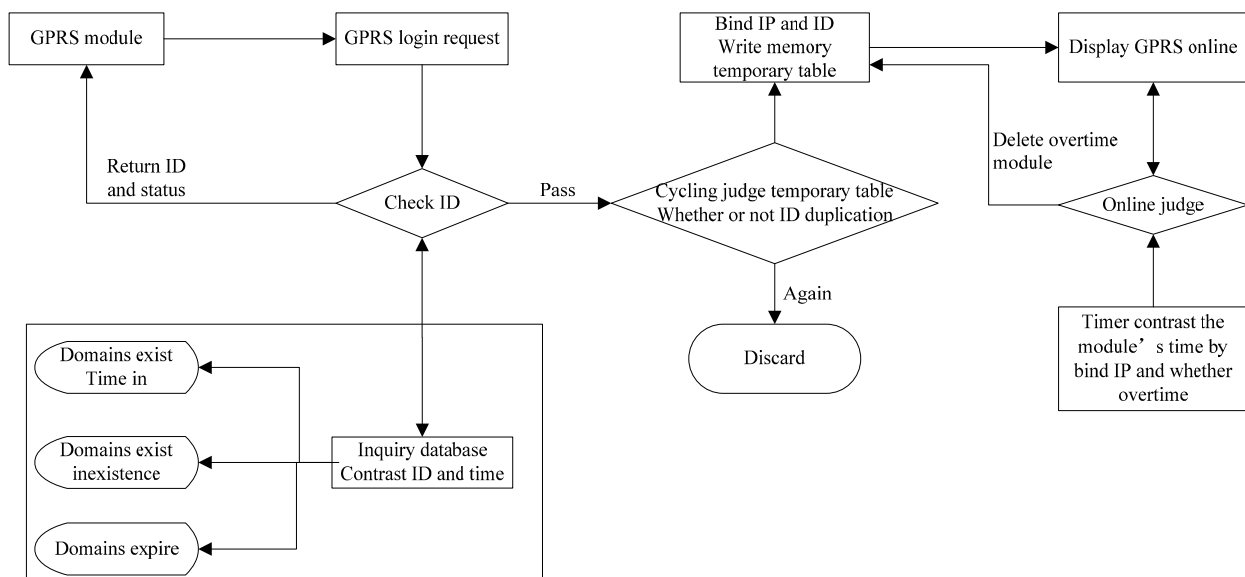 GPRS module
GPRS login request
Bind IP and ID
Write memory
temporary table
Display GPRS online
Return ID
and status
Check ID
Pass
Cycling judge temporary table
Whether or not ID duplication
Delete overtime
module
Online judge
Again
Discard
Timer contrast the
module’s time by
bind IP and whether
overtime
Domains exist
Time in
Domains exist
inexistence
Inquiry database
Contrast ID and time
Domains expire